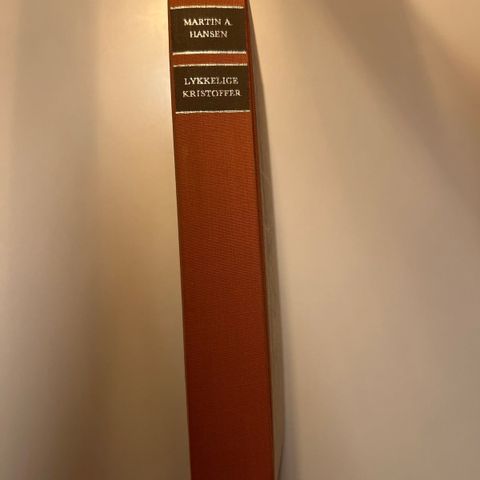 MARTIN A.
HANSEN
LYKKELIGE
KRISTOFFER